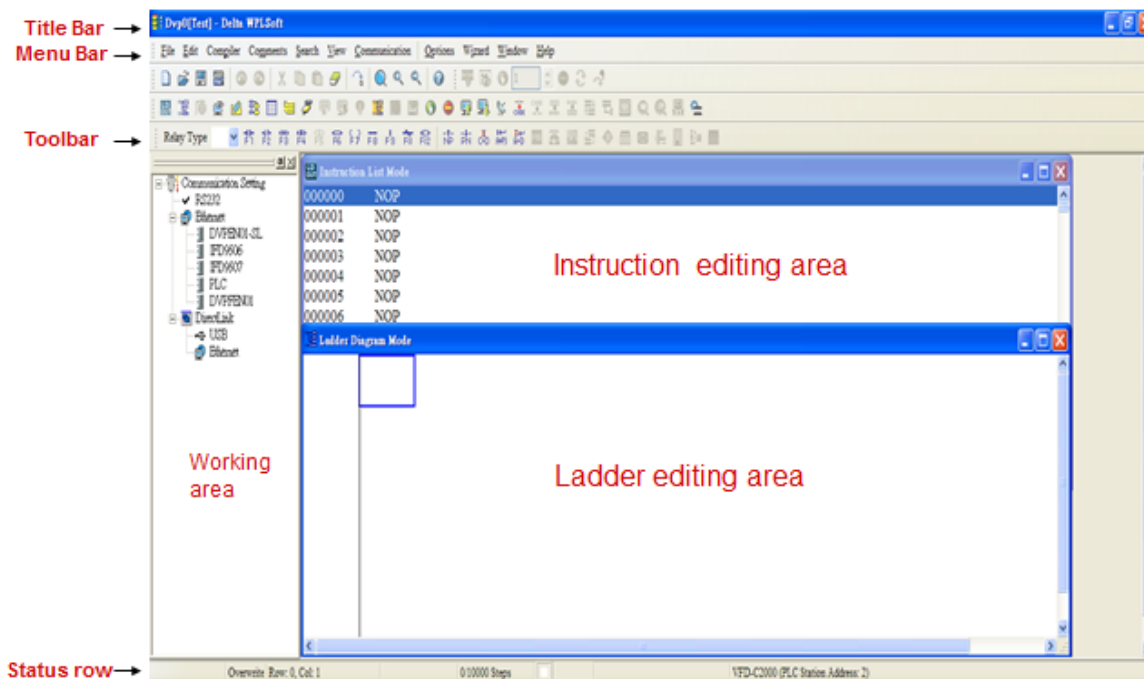 Title Bar
Dvp0[Test] - Delta WPLSoft
Menu Bar
File Edit Compiler Comments Search View Communication Options Wizard Window Help
Toolbar
Relay Type
Communication Setting
RS232
Ethernet
DVPEN01-SL
IFD9506
IFD9507
PLC
DVPFEN01
DirectLink
USB
Ethernet
Working
area
Instruction List Mode
000000 NOP
000001 NOP
000002 NOP
000003 NOP
000004 NOP
000005 NOP
000006 NOP
Instruction editing area
Ladder Diagram Mode
Ladder editing area
Status row
Overwrite Row: 0, Col: 1
0/10000 Steps
VFD-C2000 (PLC Station Address: 2)